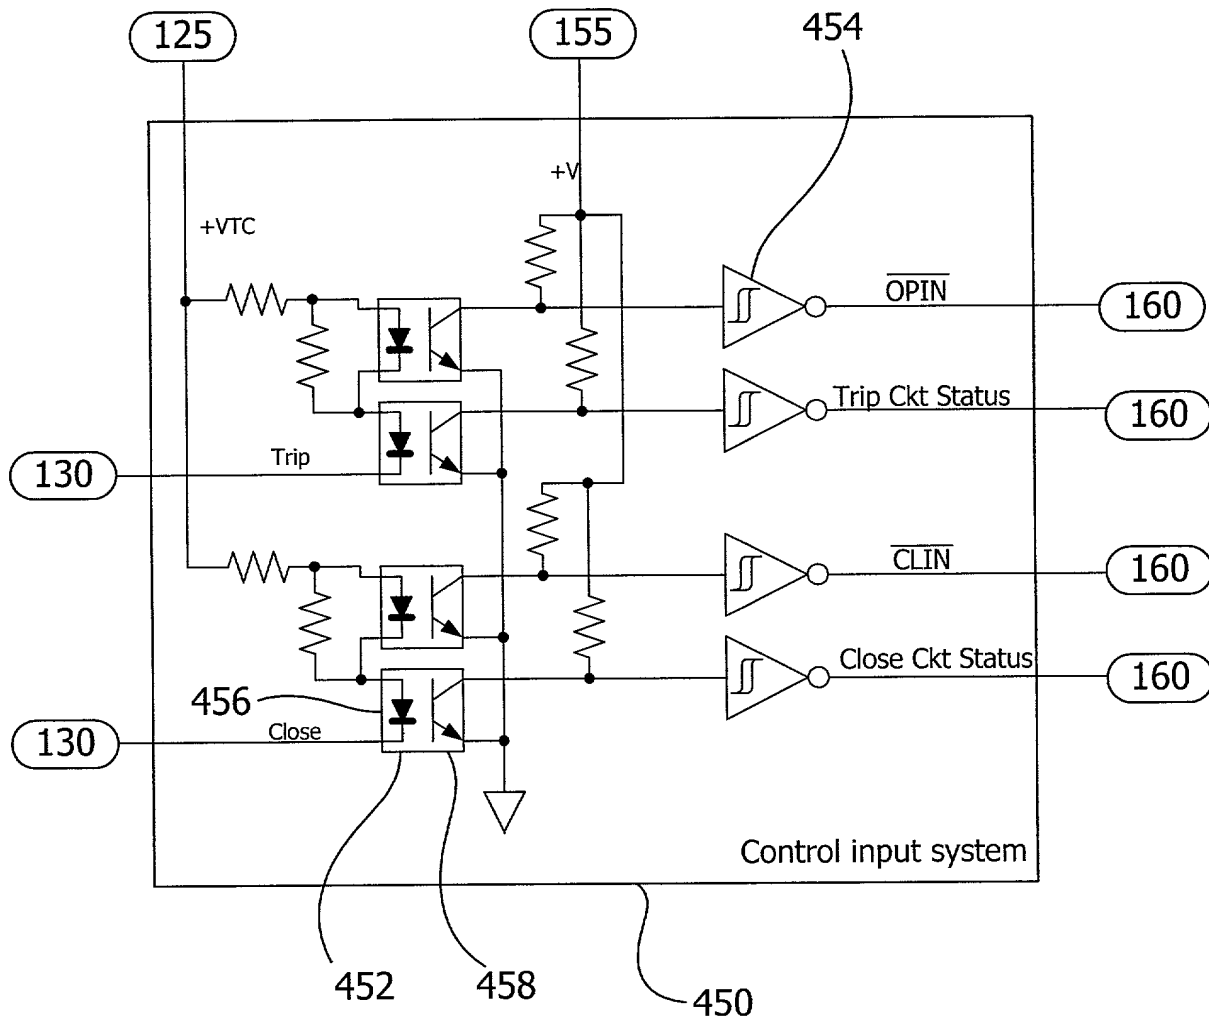 125
155
454
+V
+VTC
OPIN
160
Trip Ckt Status
160
130
Trip
CLIN
160
Close Ckt Status
160
456
130
Close
Control input system
452
458
450